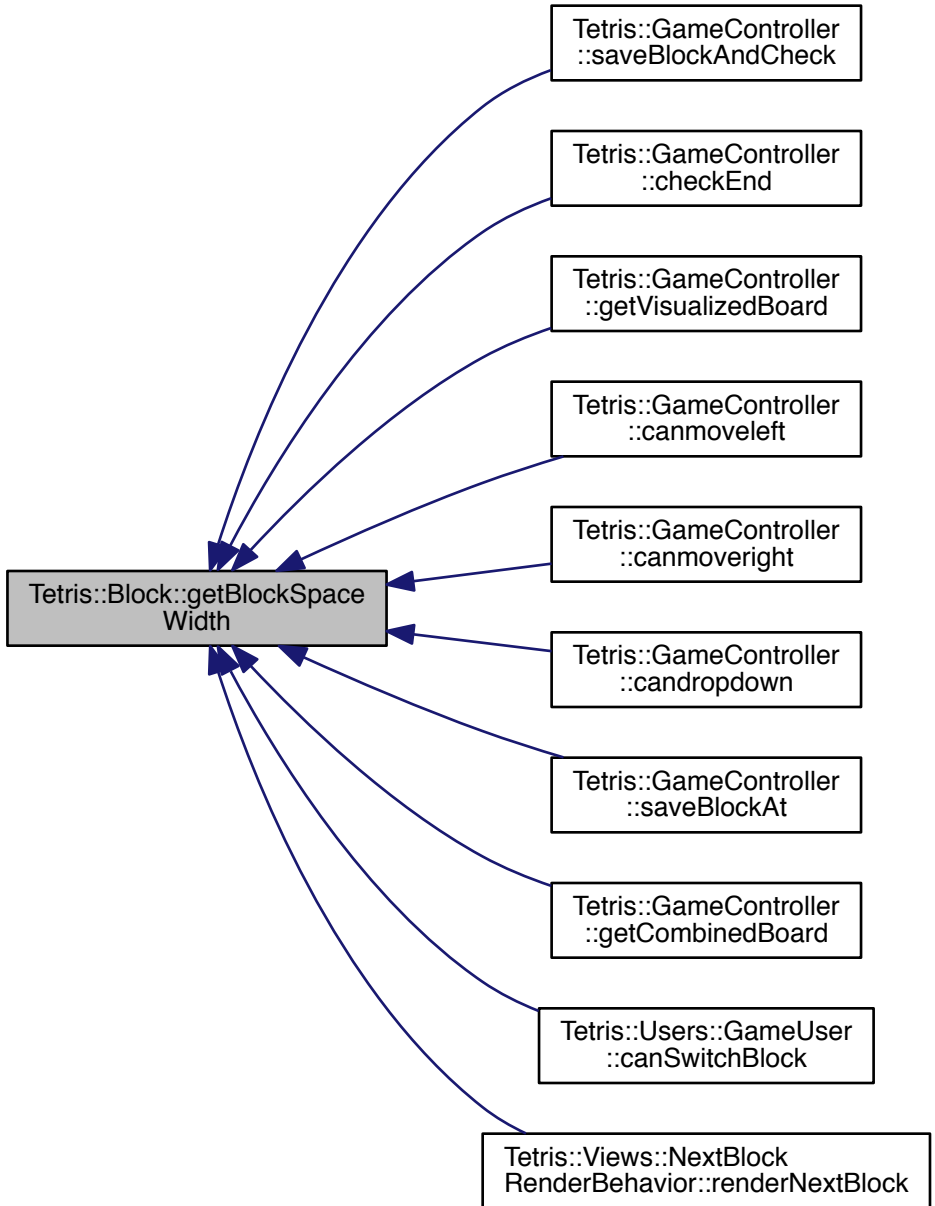 Tetris::GameController
::saveBlockAndCheck
Tetris::GameController
::checkEnd
Tetris::GameController
::getVisualizedBoard
Tetris::GameController
::canmoveleft
Tetris::GameController
::canmoveright
Tetris::Block::getBlockSpace
Width
Tetris::GameController
::candropdown
Tetris::GameController
::saveBlockAt
Tetris::GameController
::getCombinedBoard
Tetris::Users::GameUser
::canSwitchBlock
Tetris::Views::NextBlock
RenderBehavior::renderNextBlock